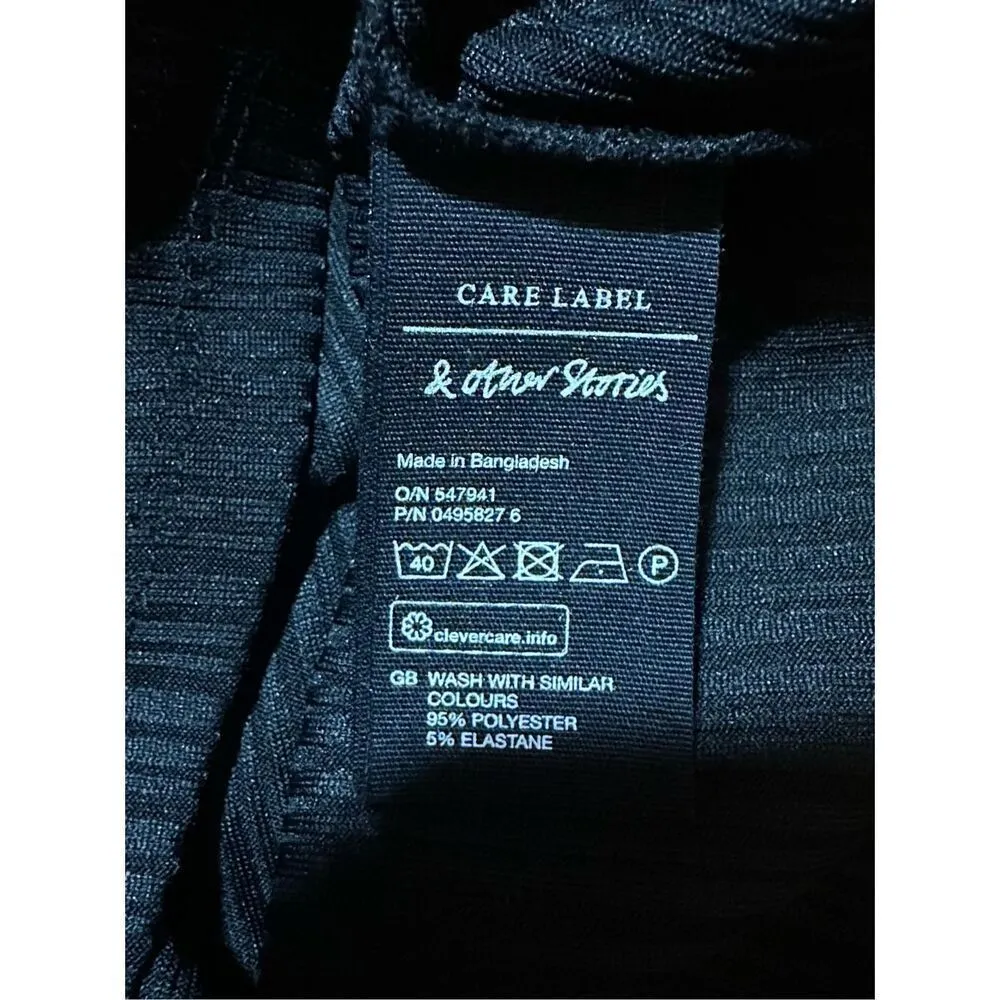 CARE LABEL
& other Stories
Made in Bangladesh
O/N 547941
P/N 0495827 6
40 P
clevercare.info
GB WASH WITH SIMILAR
COLOURS
95% POLYESTER
5% ELASTANE